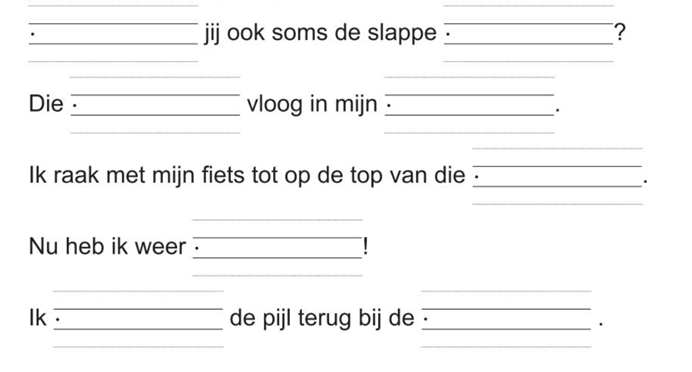 jij ook soms de slappe ?
Die vloog in mijn .
Ik raak met mijn fiets tot op de top van die .
Nu heb ik weer !
Ik de pijl terug bij de .